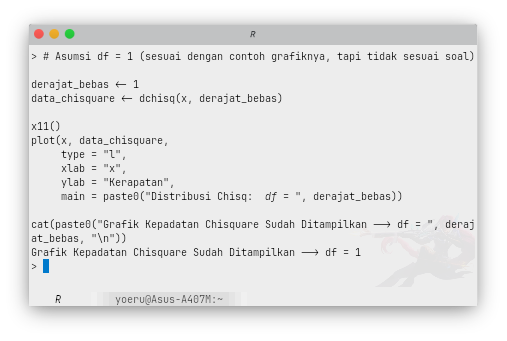 R
> # Asumsi df = 1 (sesuai dengan contoh grafiknya, tapi tidak sesuai soal)
derajat_bebas <- 1
data_chisquare <- dchisq(x, derajat_bebas)
x11()
plot(x, data_chisquare,
type = "l",
xlab = "x",
ylab = "Kerapatan",
main = paste0("Distribusi Chisq:  df = ", derajat_bebas))
cat(paste0("Grafik Kepadatan Chisquare Sudah Ditampilkan --> df = ", deraj
at_bebas, "\n"))
Grafik Kepadatan Chisquare Sudah Ditampilkan --> df = 1
>
R yoeru@Asus-A407M:~